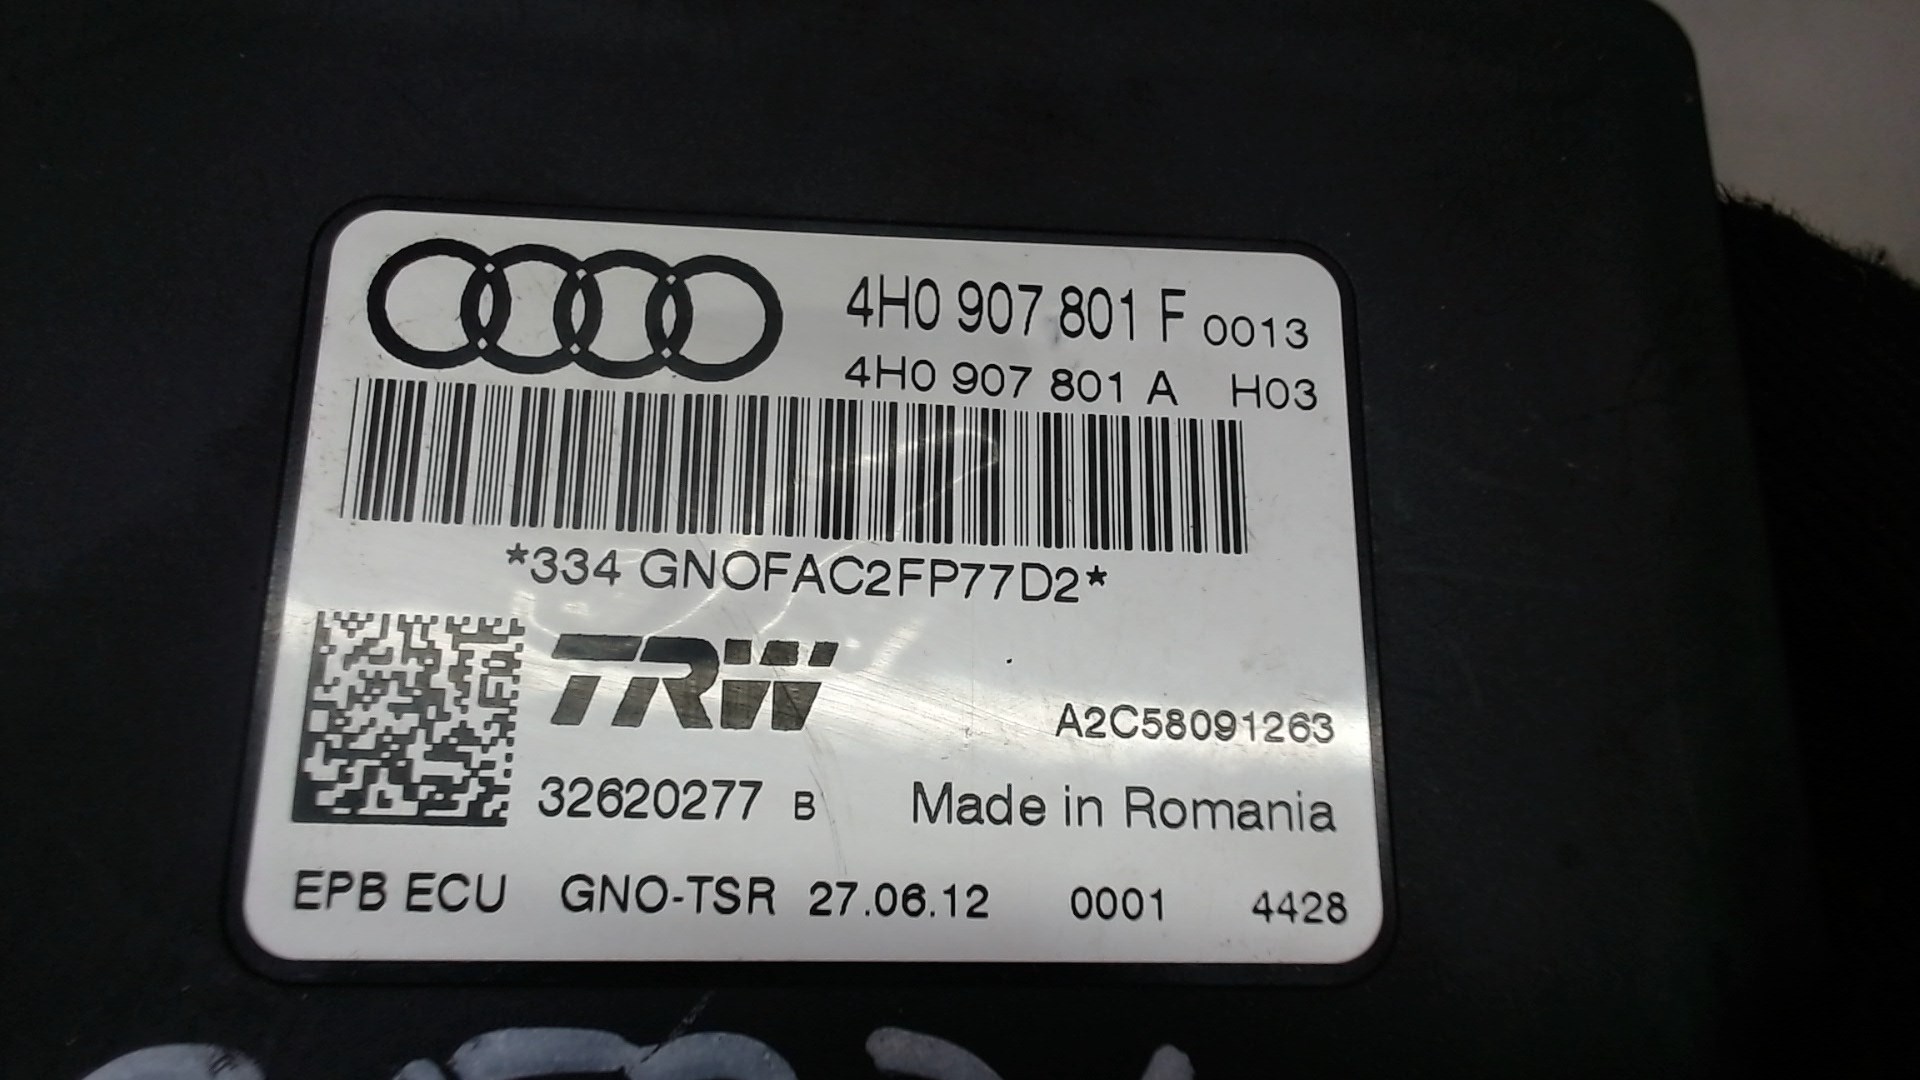 4H0 907 801 F 0013
4H0 907 801 A H03
*334 GNOFAC2FP77D2*
TRW
A2C58091263
32620277 B Made in Romania
EPB ECU GNO-TSR 27.06.12 0001 4428